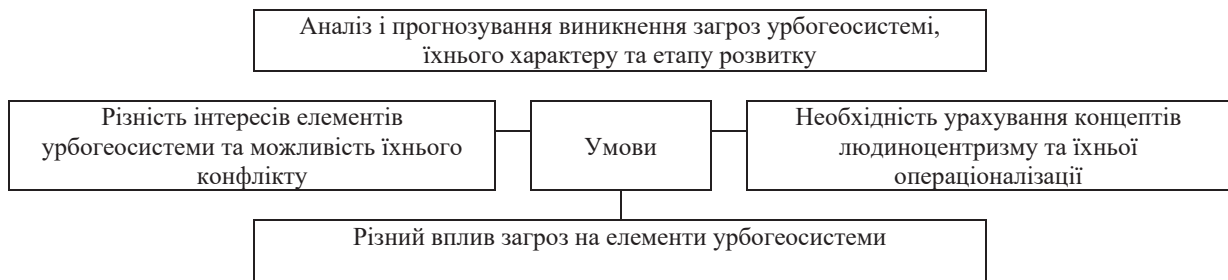 Аналіз і прогнозування виникнення загроз урбогеосистемі,
їхнього характеру та етапу розвитку
Різність інтересів елементів
урбогеосистеми та можливість їхнього
конфлікту
Умови
Необхідність урахування концептів
людиноцентризму та їхньої
операціоналізації
Різний вплив загроз на елементи урбогеосистеми